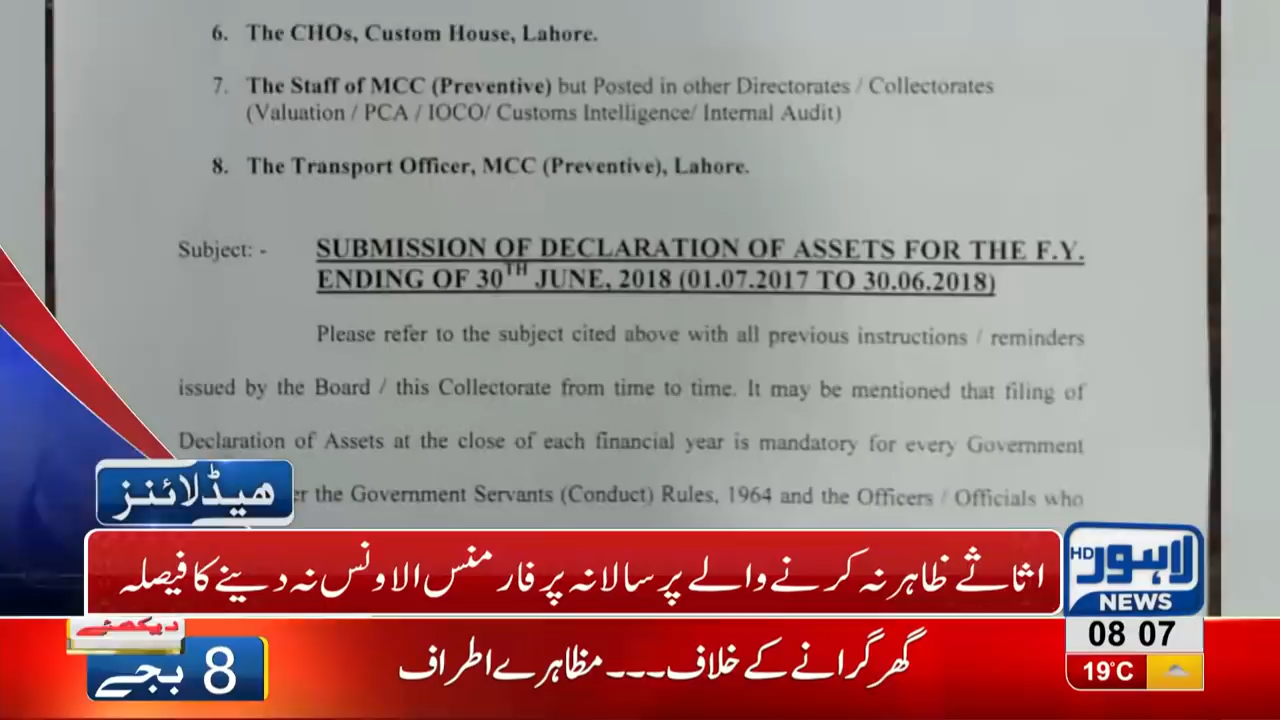 6. The CHOs, Custom House, Lahore.
7. The Staff of MCC (Preventive) but Posted in other Directorates / Collectorates
(Valuation / PCA / IOCO/ Customs Intelligence/ Internal Audit)
8. The Transport Officer, MCC (Preventive), Lahore.
Subject: - SUBMISSION OF DECLARATION OF ASSETS FOR THE F.Y.
ENDING OF 30TH JUNE, 2018 (01.07.2017 TO 30.06.2018)
Please refer to the subject cited above with all previous instructions / reminders
issued by the Board / this Collectorate from time to time. It may be mentioned that filing of
Declaration of Assets at the close of each financial year is mandatory for every Government
the Government Servants (Conduct) Rules, 1964 and the Officers / Officials who
ھیڈلائنز
اثاثے ظاہر نہ کرنے والے پر سالانہ پرفارمنس الاونس نہ دینے کا فیصلہ
لاہور HD
NEWS
08 07
19°C
دیکھئے
8 بجے
گھر گرانے کے خلاف۔۔۔ مظاہرے اطراف